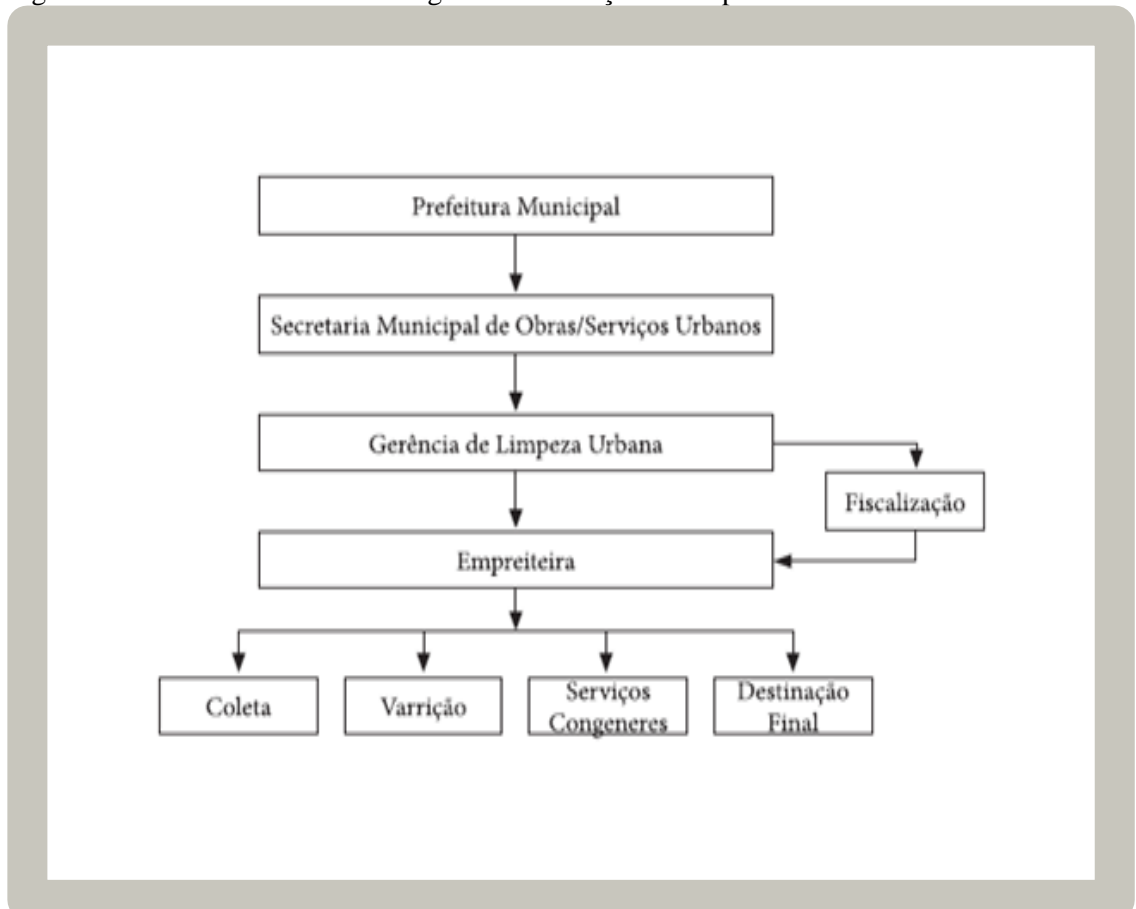 Prefeitura Municipal
Secretaria Municipal de Obras/Serviços Urbanos
Gerência de Limpeza Urbana
Fiscalização
Empreiteira
Coleta
Varrição
Serviços
Congeneres
Destinação
Final